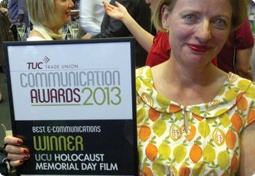 TUC TRADE UNION
COMMUNICATION
AWARDS 2013
BEST E-COMMUNICATIONS
WINNER
UCU HOLOCAUST
MEMORIAL DAY FILM